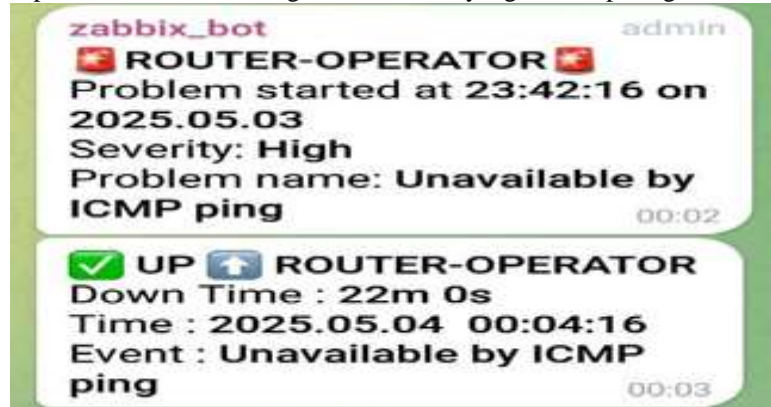 zabbix_bot admin
🚨 ROUTER-OPERATOR 🚨
Problem started at 23:42:16 on
2025.05.03
Severity: High
Problem name: Unavailable by
ICMP ping 00:02
✅ UP ⬆️ ROUTER-OPERATOR
Down Time : 22m 0s
Time : 2025.05.04 00:04:16
Event : Unavailable by ICMP
ping 00:03